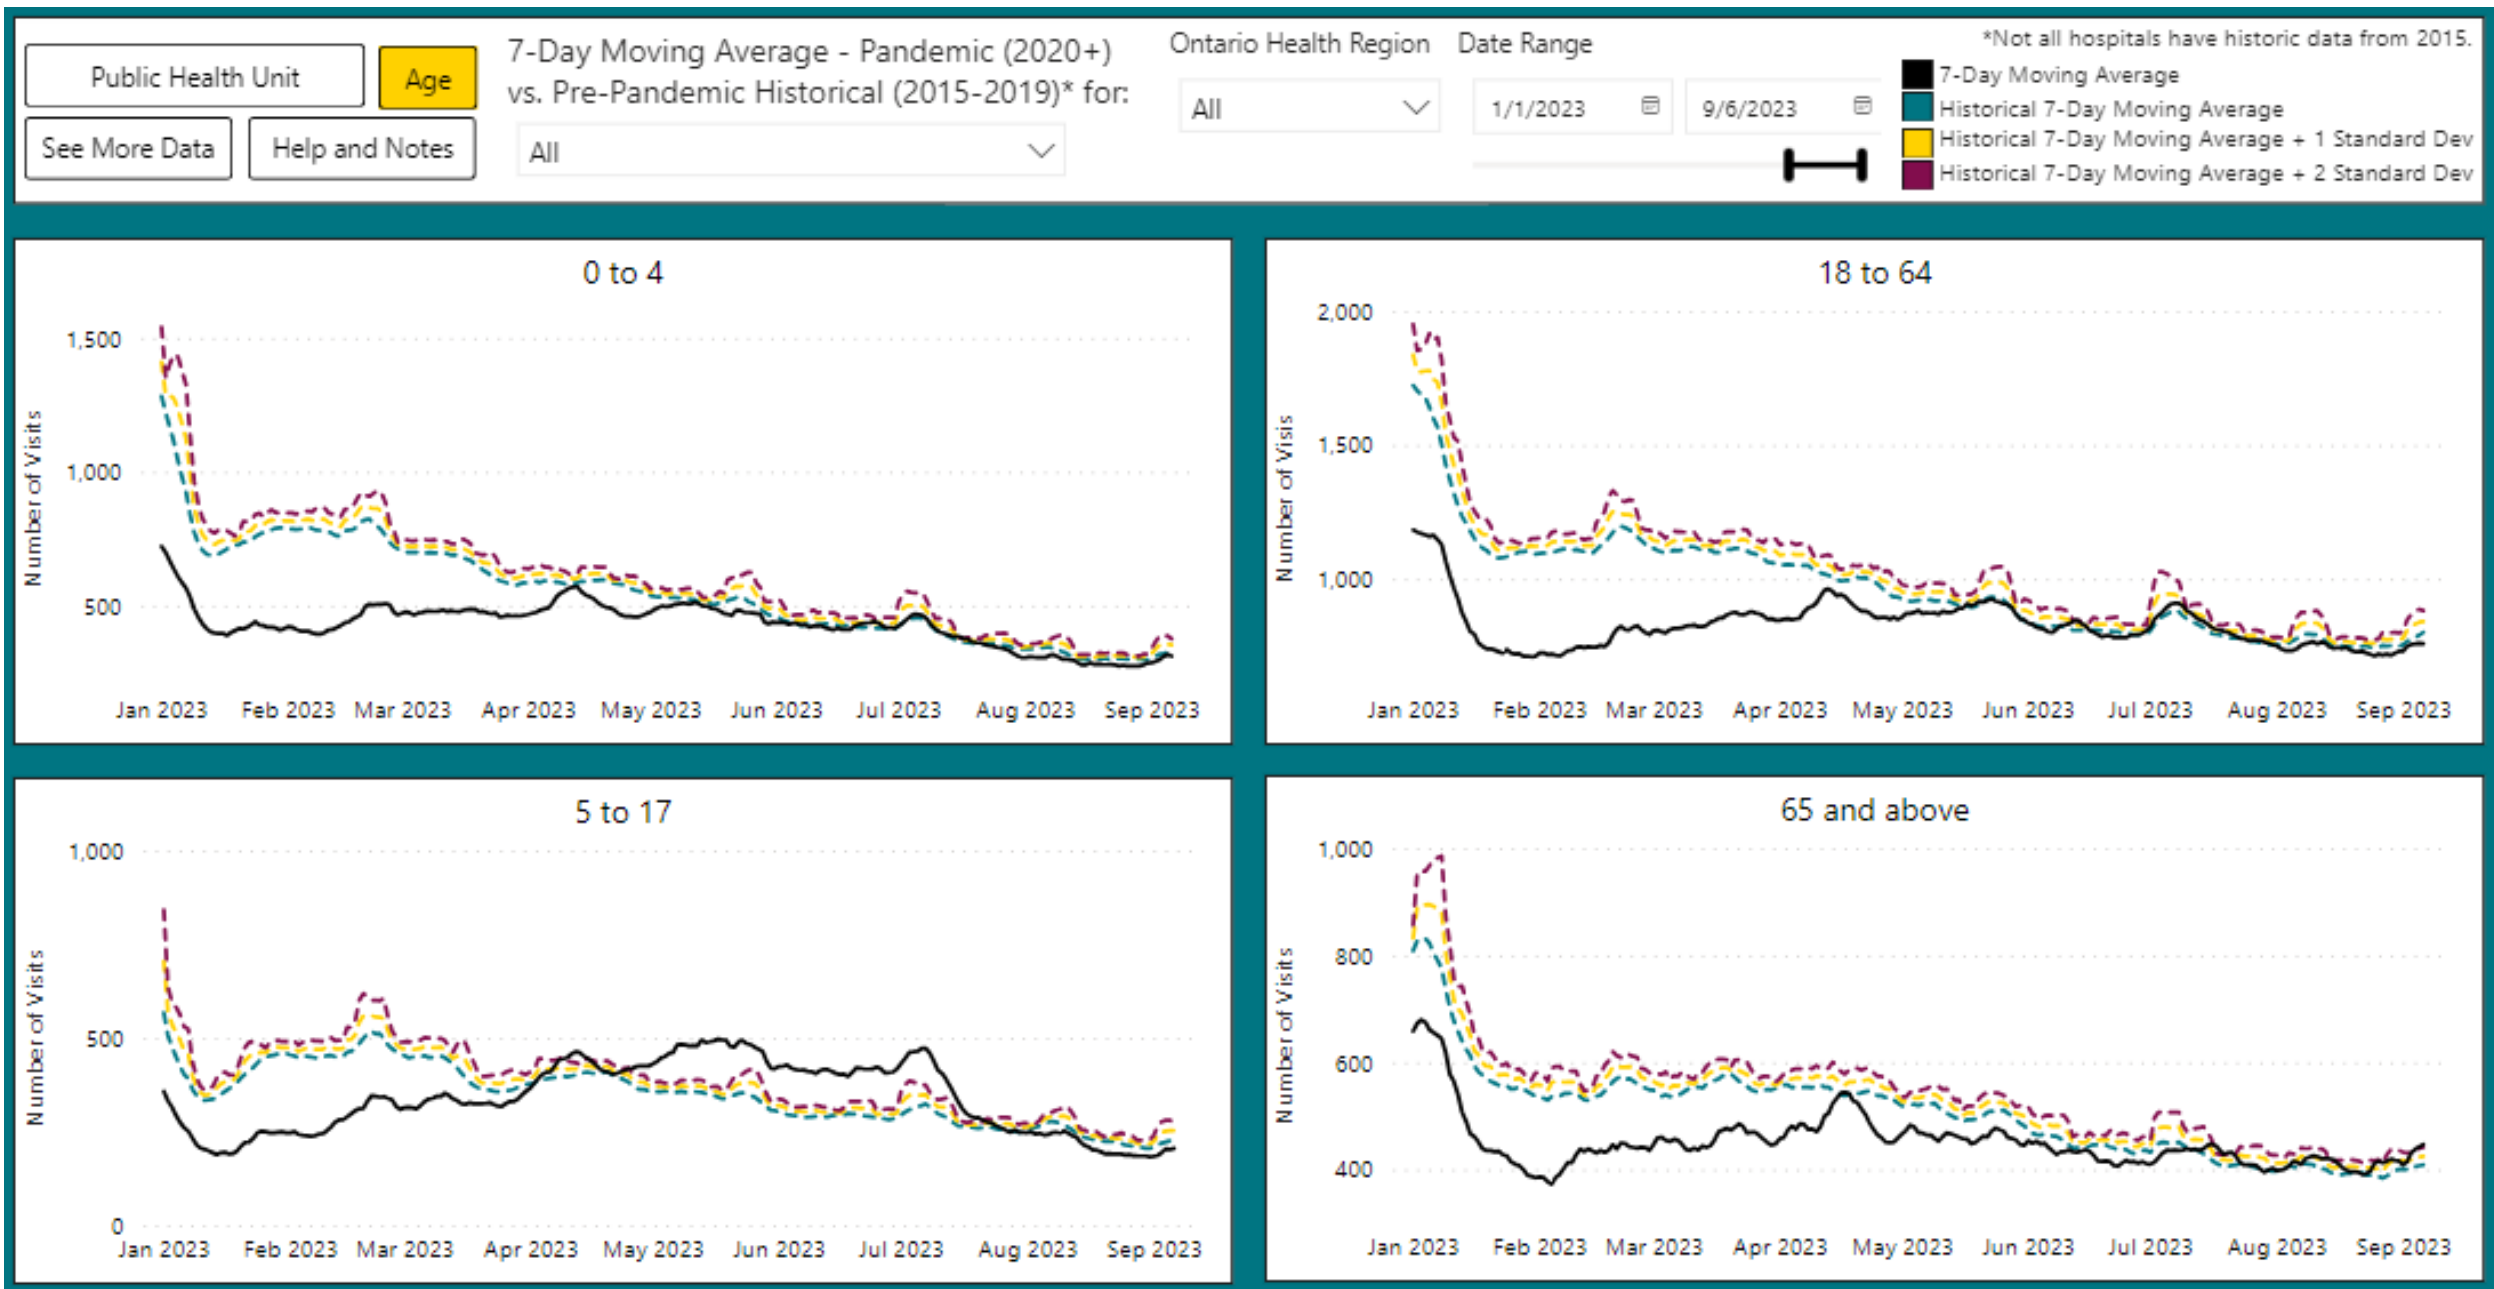 Public Health Unit
Age
See More Data
Help and Notes
7-Day Moving Average - Pandemic (2020+)
vs. Pre-Pandemic Historical (2015-2019)* for:
All
Ontario Health Region
All
Date Range
1/1/2023
9/6/2023
*Not all hospitals have historic data from 2015.
7-Day Moving Average
Historical 7-Day Moving Average
Historical 7-Day Moving Average + 1 Standard Dev
Historical 7-Day Moving Average + 2 Standard Dev
0 to 4
Number of Visits
1,500
1,000
500
Jan 2023 Feb 2023 Mar 2023 Apr 2023 May 2023 Jun 2023 Jul 2023 Aug 2023 Sep 2023
18 to 64
Number of Visis
2,000
1,500
1,000
Jan 2023 Feb 2023 Mar 2023 Apr 2023 May 2023 Jun 2023 Jul 2023 Aug 2023 Sep 2023
5 to 17
Number of Visits
1,000
500
0
Jan 2023 Feb 2023 Mar 2023 Apr 2023 May 2023 Jun 2023 Jul 2023 Aug 2023 Sep 2023
65 and above
Number of Visits
1,000
800
600
400
Jan 2023 Feb 2023 Mar 2023 Apr 2023 May 2023 Jun 2023 Jul 2023 Aug 2023 Sep 2023